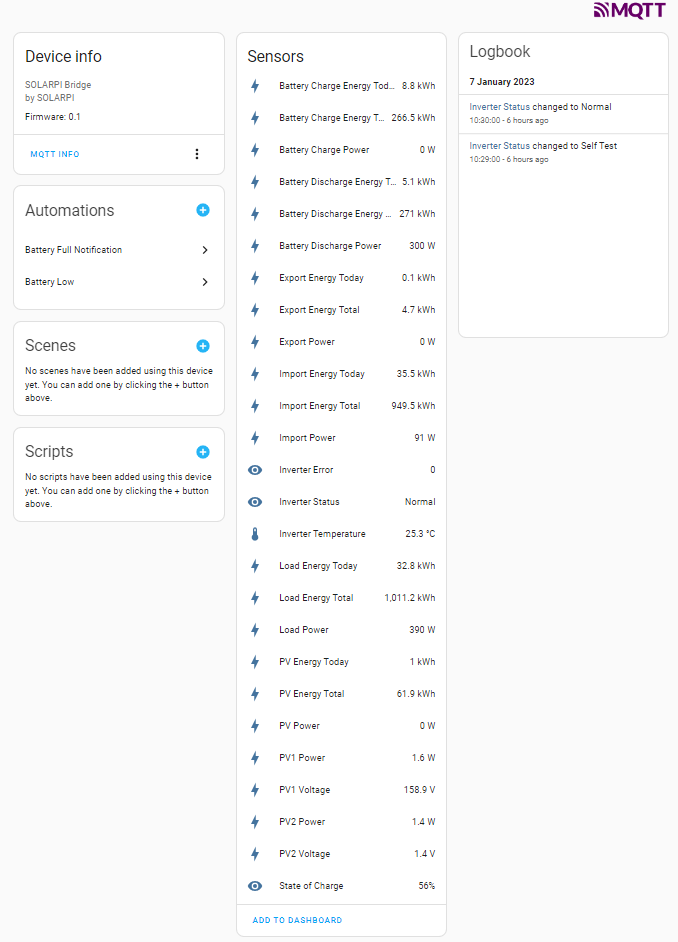 MQTT
Device info
SOLARPI Bridge
by SOLARPI
Firmware: 0.1
MQTT INFO
Automations
Battery Full Notification
Battery Low
Scenes
No scenes have been added using this device
yet. You can add one by clicking the + button
above.
Scripts
No scripts have been added using this device
yet. You can add one by clicking the + button
above.
Sensors
Battery Charge Energy Tod... 8.8 kWh
Battery Charge Energy T... 266.5 kWh
Battery Charge Power 0 W
Battery Discharge Energy T... 5.1 kWh
Battery Discharge Energy ... 271 kWh
Battery Discharge Power 300 W
Export Energy Today 0.1 kWh
Export Energy Total 4.7 kWh
Export Power 0 W
Import Energy Today 35.5 kWh
Import Energy Total 949.5 kWh
Import Power 91 W
Inverter Error 0
Inverter Status Normal
Inverter Temperature 25.3 °C
Load Energy Today 32.8 kWh
Load Energy Total 1,011.2 kWh
Load Power 390 W
PV Energy Today 1 kWh
PV Energy Total 61.9 kWh
PV Power 0 W
PV1 Power 1.6 W
PV1 Voltage 158.9 V
PV2 Power 1.4 W
PV2 Voltage 1.4 V
State of Charge 56%
ADD TO DASHBOARD
Logbook
7 January 2023
Inverter Status changed to Normal
10:30:00 - 6 hours ago
Inverter Status changed to Self Test
10:29:00 - 6 hours ago